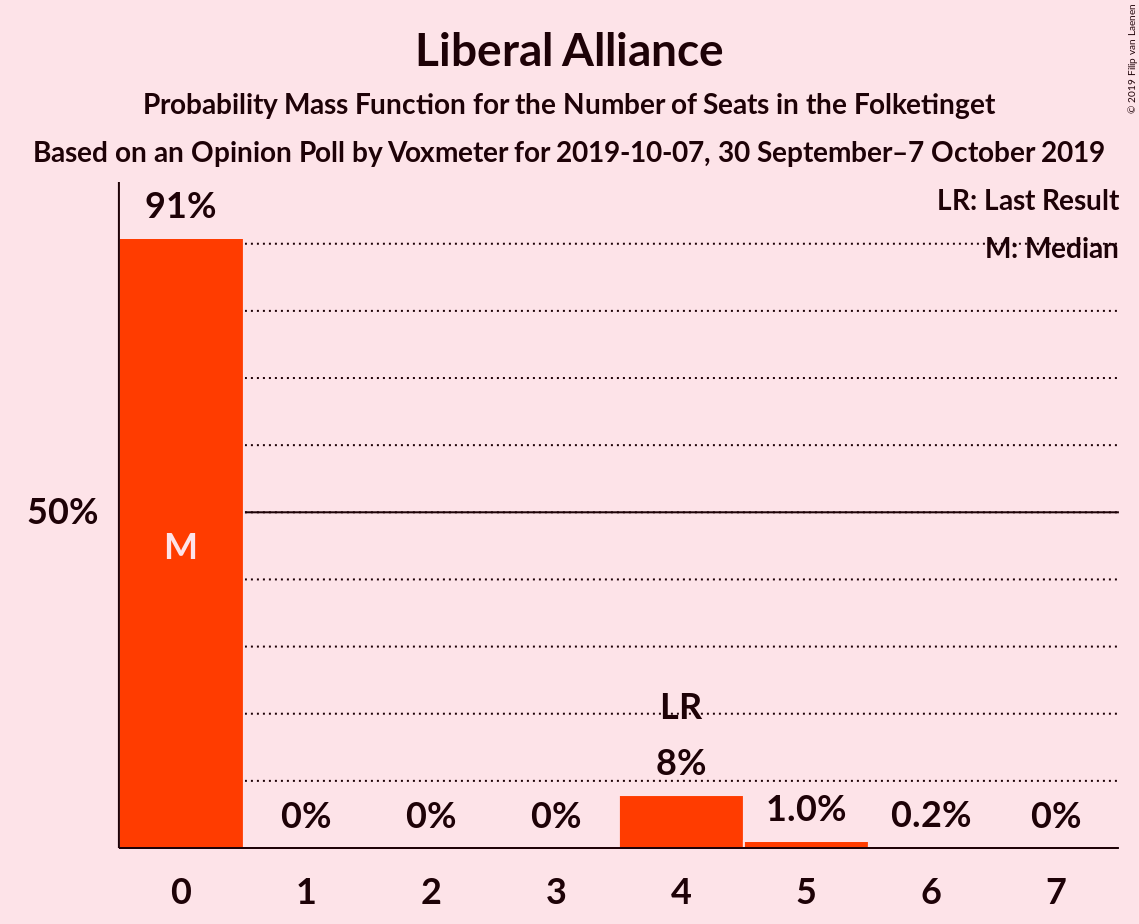 Liberal Alliance
Probability Mass Function for the Number of Seats in the Folketinget
Based on an Opinion Poll by Voxmeter for 2019-10-07, 30 September–7 October 2019
© 2019 Filip van Laenen
LR: Last Result
M: Median
91%
50%
M
LR
8%
0% 0% 0% 1.0% 0.2% 0%
0 1 2 3 4 5 6 7